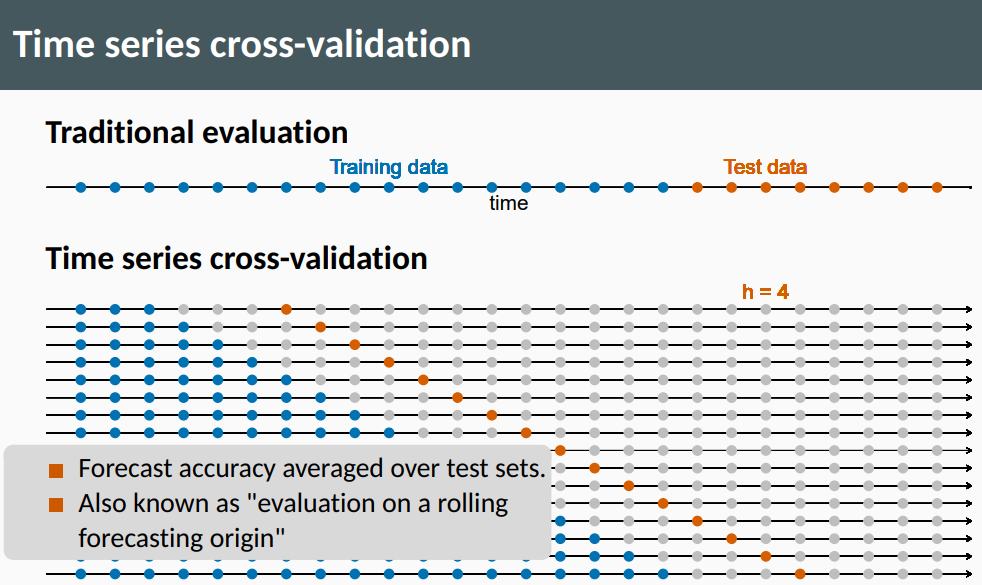 Time series cross-validation
Traditional evaluation
Training data
Test data
time
Time series cross-validation
h = 4
Forecast accuracy averaged over test sets.
Also known as "evaluation on a rolling
forecasting origin"